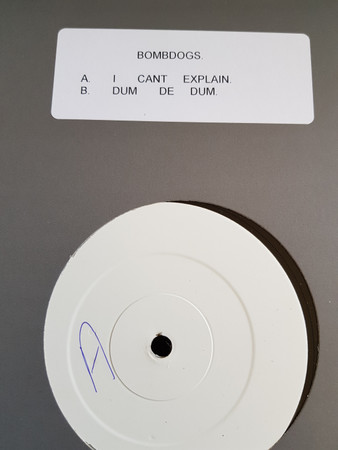 BOMBDOGS.
A. I CANT EXPLAIN.
B. DUM DE DUM.
A